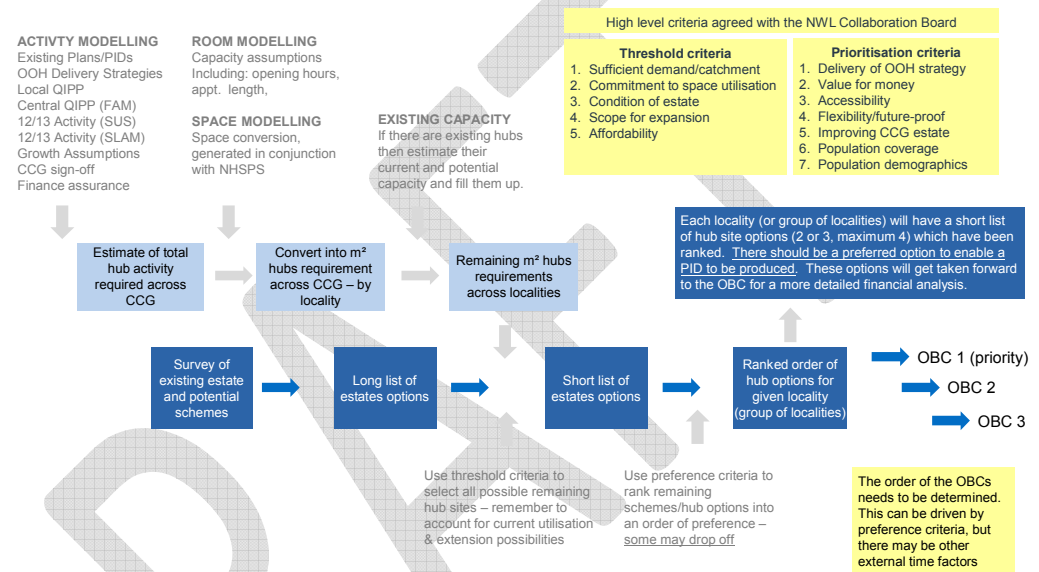 High level criteria agreed with the NWL Collaboration Board
ACTIVTY MODELLING
Existing Plans/PIDs
OOH Delivery Strategies
Local QIPP
Central QIPP (FAM)
12/13 Activity (SUS)
12/13 Activity (SLAM)
Growth Assumptions
CCG sign-off
Finance assurance
ROOM MODELLING
Capacity assumptions
Including: opening hours,
appt. length,
SPACE MODELLING
Space conversion,
generated in conjunction
with NHSPS
EXISTING CAPACITY
If there are existing hubs
then estimate their
current and potential
capacity and fill them up.
Threshold criteria
1. Sufficient demand/catchment
2. Commitment to space utilisation
3. Condition of estate
4. Scope for expansion
5. Affordability
Prioritisation criteria
1. Delivery of OOH strategy
2. Value for money
3. Accessibility
4. Flexibility/future-proof
5. Improving CCG estate
6. Population coverage
7. Population demographics
Estimate of total
hub activity
required across
CCG
Convert into m²
hubs requirement
across CCG – by
locality
Remaining m² hubs
requirements
across localities
Each locality (or group of localities) will have a short list
of hub site options (2 or 3, maximum 4) which have been
ranked. There should be a preferred option to enable a
PID to be produced. These options will get taken forward
to the OBC for a more detailed financial analysis.
Survey of
existing estate
and potential
schemes
Long list of
estates options
Short list of
estates options
Ranked order of
hub options for
given locality
(group of localities)
OBC 1 (priority)
OBC 2
OBC 3
Use threshold criteria to
select all possible remaining
hub sites – remember to
account for current utilisation
& extension possibilities
Use preference criteria to
rank remaining
schemes/hub options into
an order of preference –
some may drop off
The order of the OBCs
needs to be determined.
This can be driven by
preference criteria, but
there may be other
external time factors